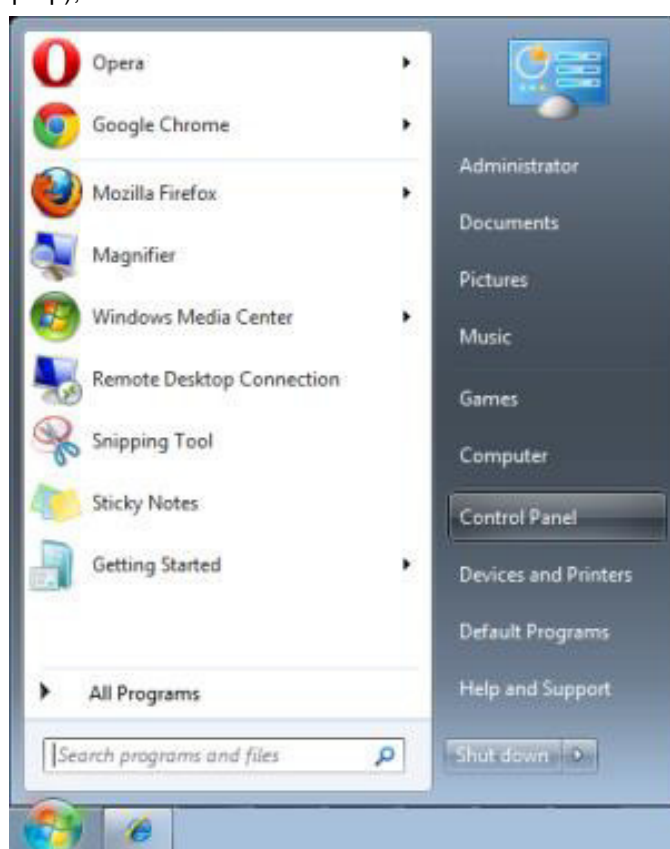 Opera
Google Chrome
Mozilla Firefox
Magnifier
Windows Media Center
Remote Desktop Connection
Snipping Tool
Sticky Notes
Getting Started
All Programs
Search programs and files
Administrator
Documents
Pictures
Music
Games
Computer
Control Panel
Devices and Printers
Default Programs
Help and Support
Shut down